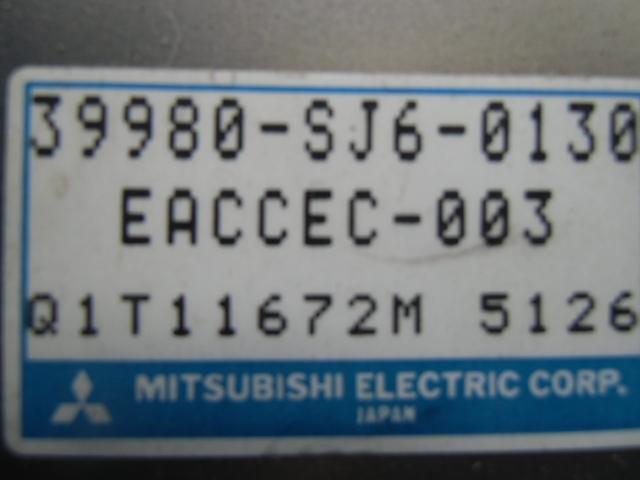 39980-SJ6-0130
EACCEC-003
Q1T11672M 5126
MITSUBISHI ELECTRIC CORP.
JAPAN